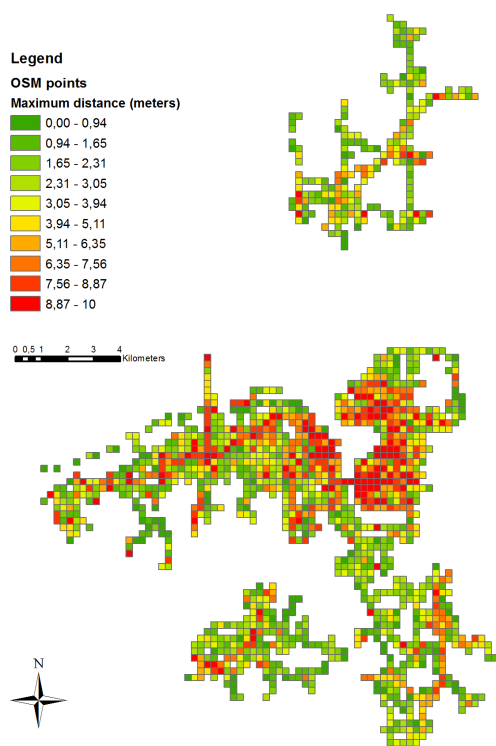 Legend
OSM points
Maximum distance (meters)
0,00 - 0,94
0,94 - 1,65
1,65 - 2,31
2,31 - 3,05
3,05 - 3,94
3,94 - 5,11
5,11 - 6,35
6,35 - 7,56
7,56 - 8,87
8,87 - 10
0 0,5 1 2 3 4
Kilometers
N